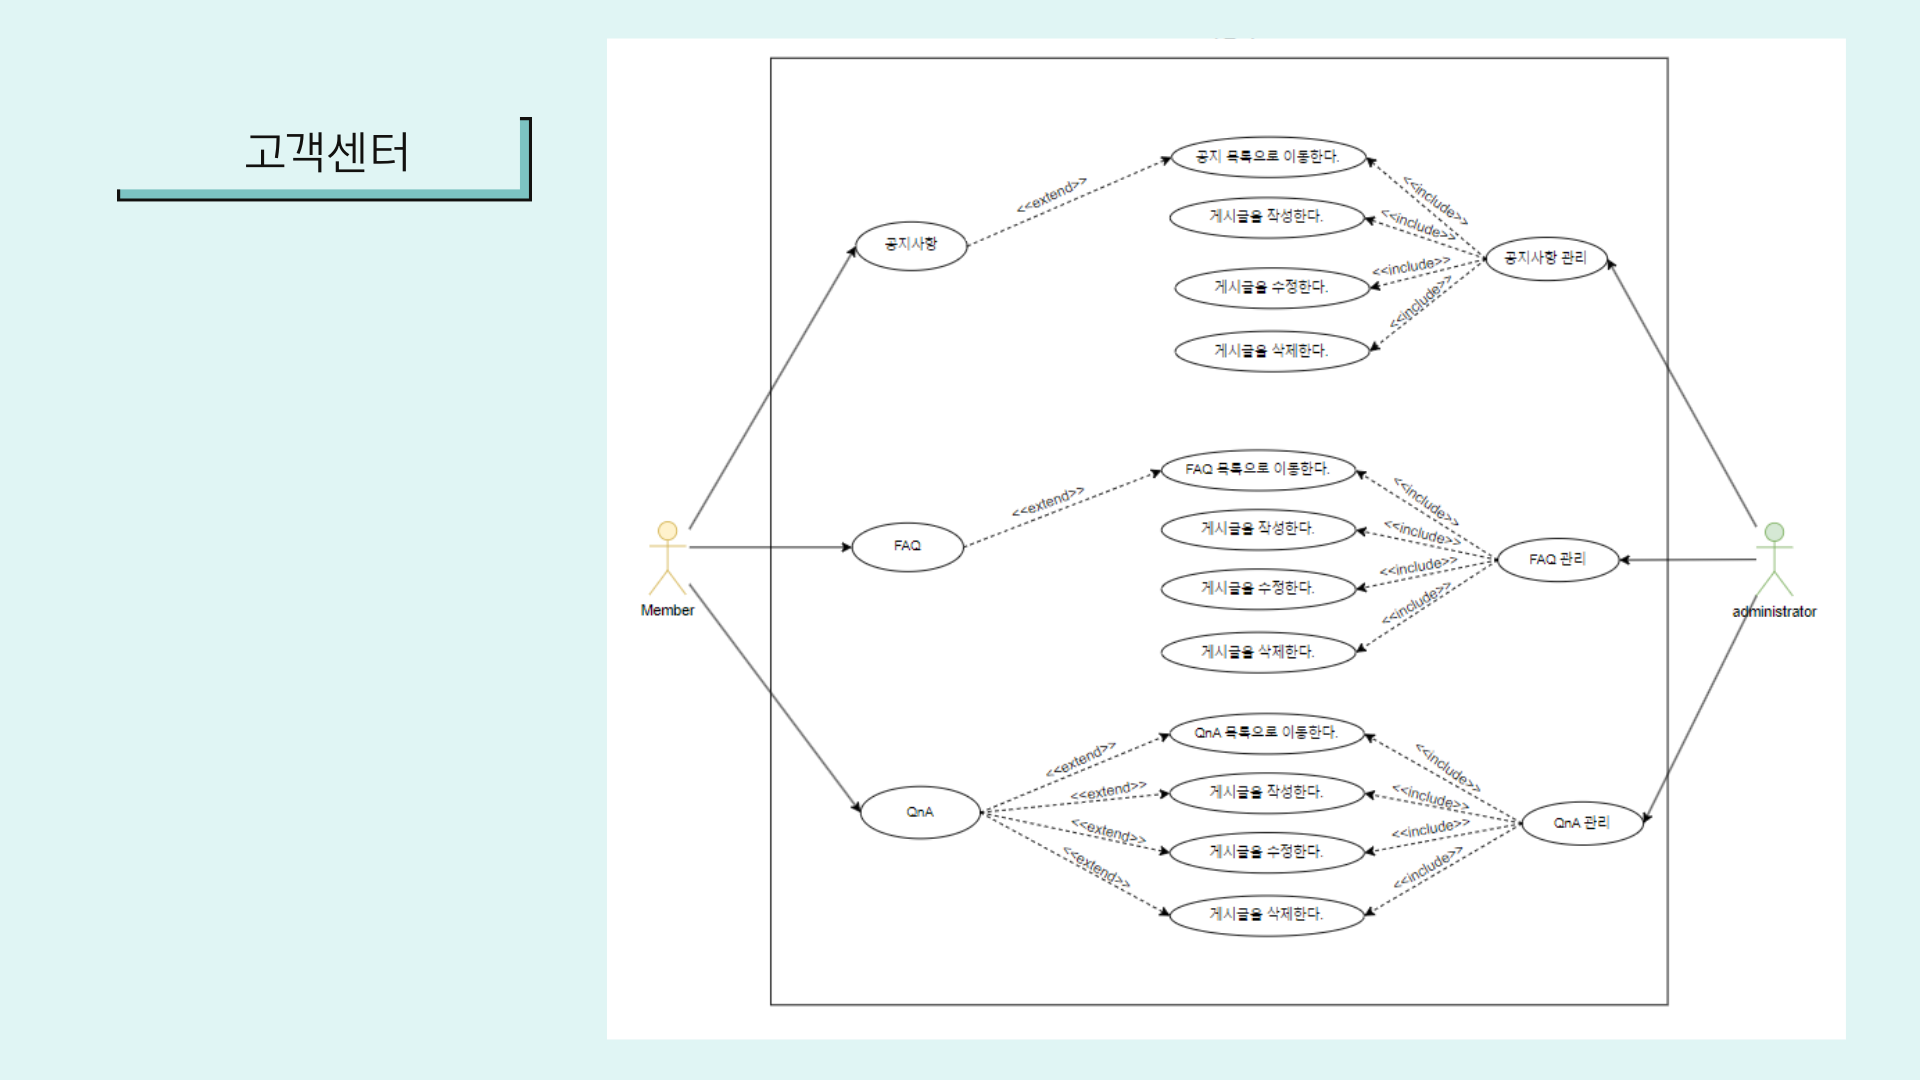 고객센터
공지 목록으로 이동한다.
<<extend>>
<<include>>
게시글을 작성한다.
<<include>>
공지사항
공지사항 관리
<<include>>
게시글을 수정한다.
<<include>>
게시글을 삭제한다.
FAQ 목록으로 이동한다.
<<extend>>
<<include>>
게시글을 작성한다.
<<include>>
FAQ
FAQ 관리
<<include>>
게시글을 수정한다.
<<include>>
Member
administrator
게시글을 삭제한다.
QnA 목록으로 이동한다.
<<extend>>
<<include>>
<<extend>>
게시글을 작성한다.
<<include>>
QnA
QnA 관리
<<extend>>
<<include>>
게시글을 수정한다.
<<extend>>
<<include>>
게시글을 삭제한다.